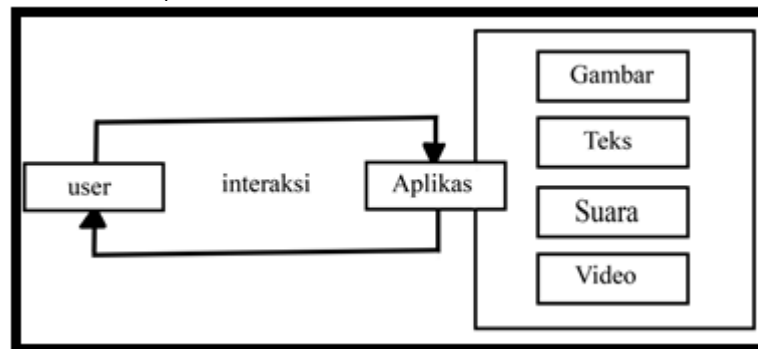 Gambar
Teks
user
interaksi
Aplikas
Suara
Video